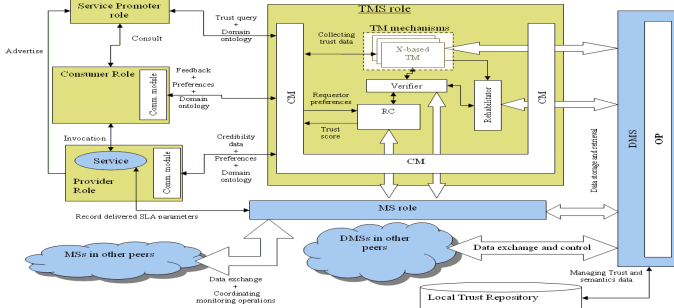 Service Promoter
role
Advertise
Consult
Consumer Role
Comm. module
Invocation
Service
Provider
Role
Comm. module
Record delivered SLA parameters
Trust query
+
Domain
ontology
Feedback
+
Preferences
+
Domain
ontology
Credibility
data
+
Preferences
+
Domain
ontology
TMS role
CM
Collecting
trust data
TM mechanisms
X-based
TM
Verifier
Requestor
preferences
RC
Trust
score
Rehabilitator
CM
CM
Data storage and retrieval
DMS
OP
MS role
MSs in other peers
DMSs in other
peers
Data exchange and control
Data exchange
+
Coordinating
monitoring operations
Managing Trust and
semantics data
Local Trust Repository